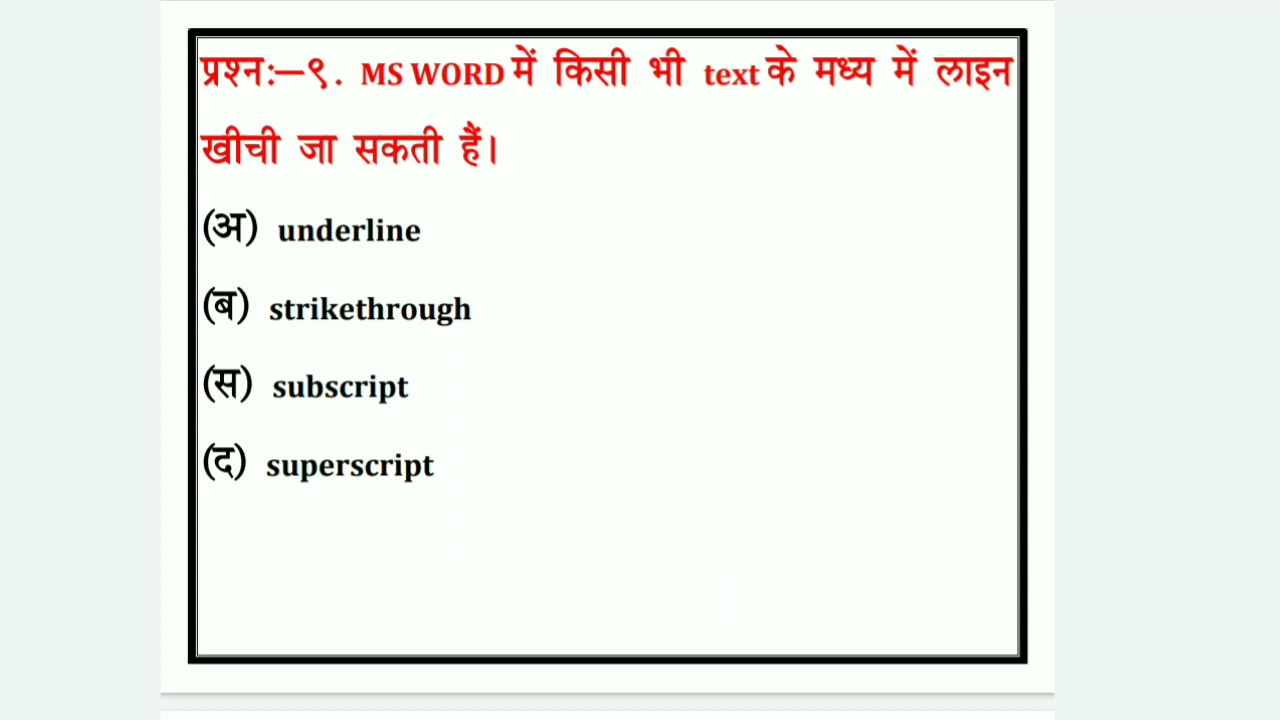 प्रश्नः—९. MS WORD में किसी भी text के मध्य में लाइन
खीची जा सकती हैं।
(अ) underline
(ब) strikethrough
(स) subscript
(द) superscript